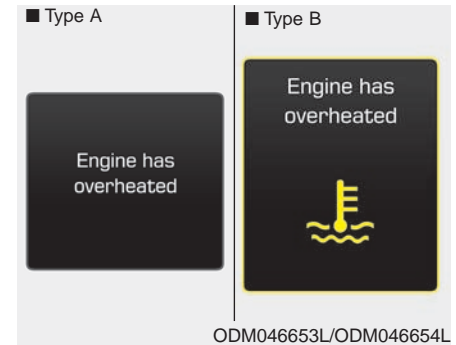 ■ Type A
Engine has
overheated
■ Type B
Engine has
overheated
ODM046653L/ODM046654L